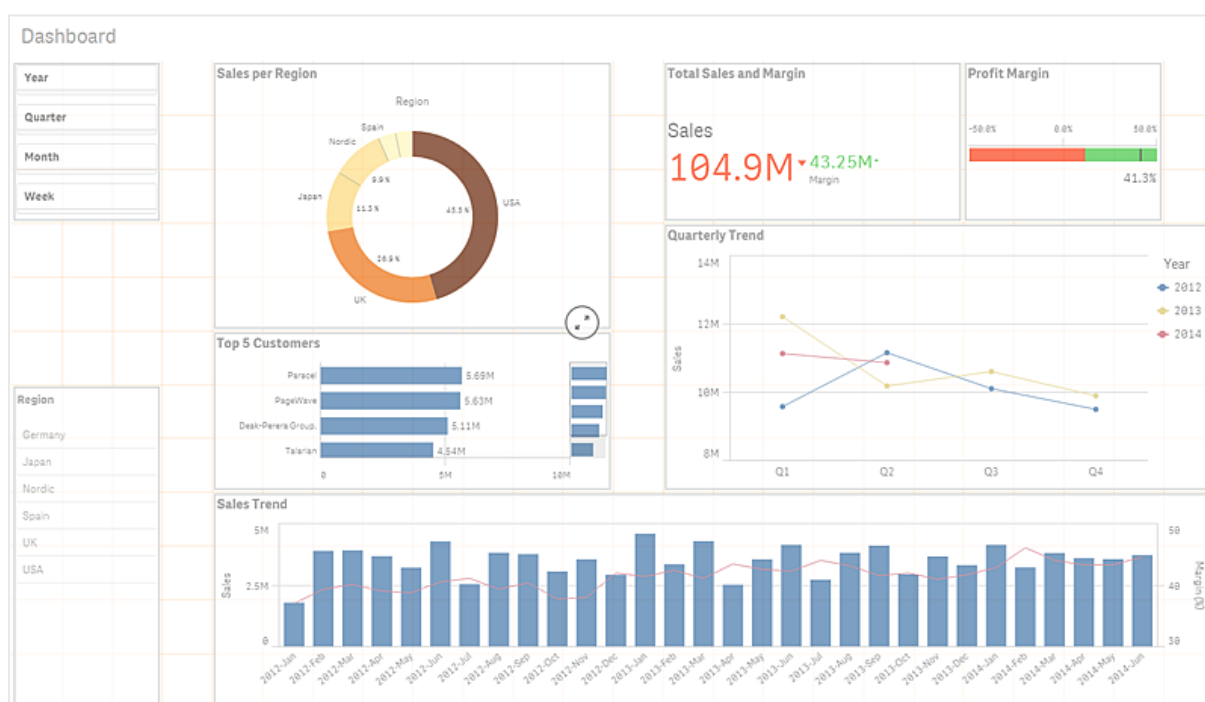 Dashboard
Year
Quarter
Month
Week
Sales per Region
Region
Spain
Nordic
Japan
USA
UK
9.9 %
11.3 %
45.5 %
26.9 %
Total Sales and Margin
Sales
104.9M
43.25M
Margin
Profit Margin
-50.0% 0.0% 50.0%
41.3%
Top 5 Customers
Paracel 5.69M
PageWave 5.63M
Desk-Perera Group. 5.11M
Talarian 4.54M
0 5M 10M
Quarterly Trend
14M
12M
10M
8M
Sales
Q1 Q2 Q3 Q4
Year
2012
2013
2014
Region
Germany
Japan
Nordic
Spain
UK
USA
Sales Trend
5M
2.5M
0
Sales
50
40
30
Margin (%)
2012-Jan 2012-Feb 2012-Mar 2012-Apr 2012-May 2012-Jun 2012-Jul 2012-Aug 2012-Sep 2012-Oct 2012-Nov 2012-Dec 2013-Jan 2013-Feb 2013-Mar 2013-Apr 2013-May 2013-Jun 2013-Jul 2013-Aug 2013-Sep 2013-Oct 2013-Nov 2013-Dec 2014-Jan 2014-Feb 2014-Mar 2014-Apr 2014-May 2014-Jun